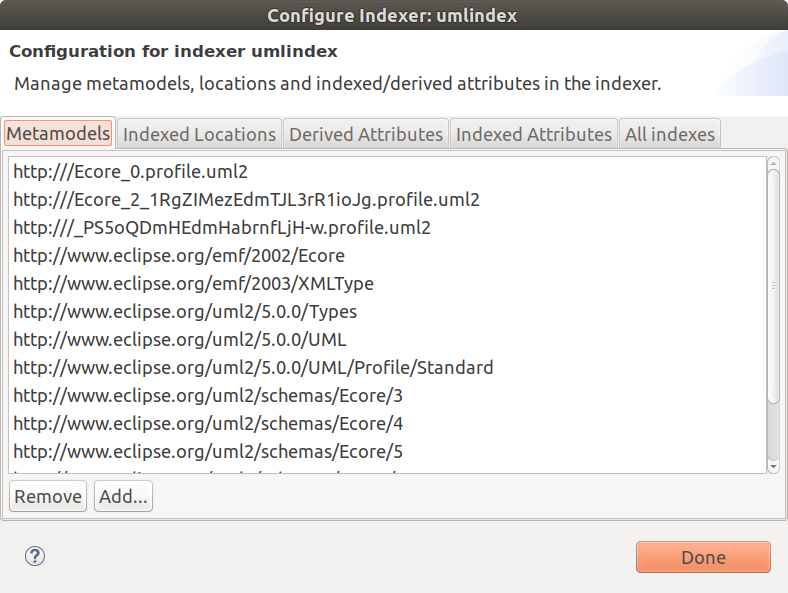 Configure Indexer: umlindex
Configuration for indexer umlindex
Manage metamodels, locations and indexed/derived attributes in the indexer.
Metamodels Indexed Locations Derived Attributes Indexed Attributes All indexes
http:///Ecore_0.profile.uml2
http:///Ecore_2_1RgZIMezEdmTJL3rR1ioJg.profile.uml2
http:///_PS5oQDmHEdmHabrnfLjH-w.profile.uml2
http://www.eclipse.org/emf/2002/Ecore
http://www.eclipse.org/emf/2003/XMLType
http://www.eclipse.org/uml2/5.0.0/Types
http://www.eclipse.org/uml2/5.0.0/UML
http://www.eclipse.org/uml2/5.0.0/UML/Profile/Standard
http://www.eclipse.org/uml2/schemas/Ecore/3
http://www.eclipse.org/uml2/schemas/Ecore/4
http://www.eclipse.org/uml2/schemas/Ecore/5
Remove Add...
?
Done